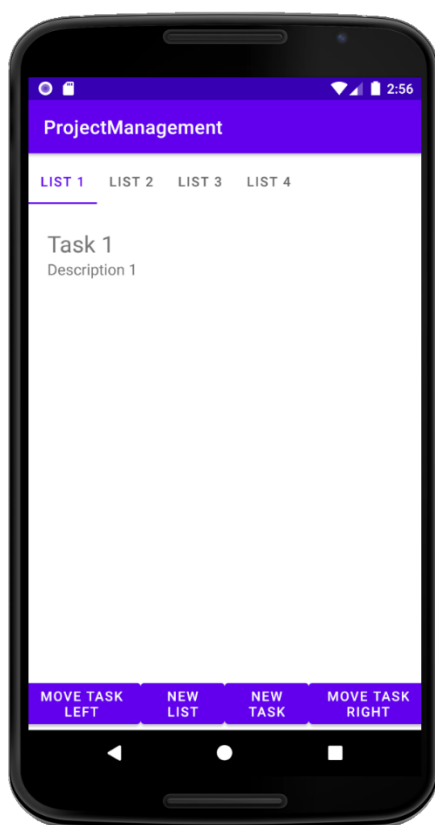 2:56
ProjectManagement
LIST 1 LIST 2 LIST 3 LIST 4
Task 1
Description 1
MOVE TASK LEFT
NEW LIST
NEW TASK
MOVE TASK RIGHT